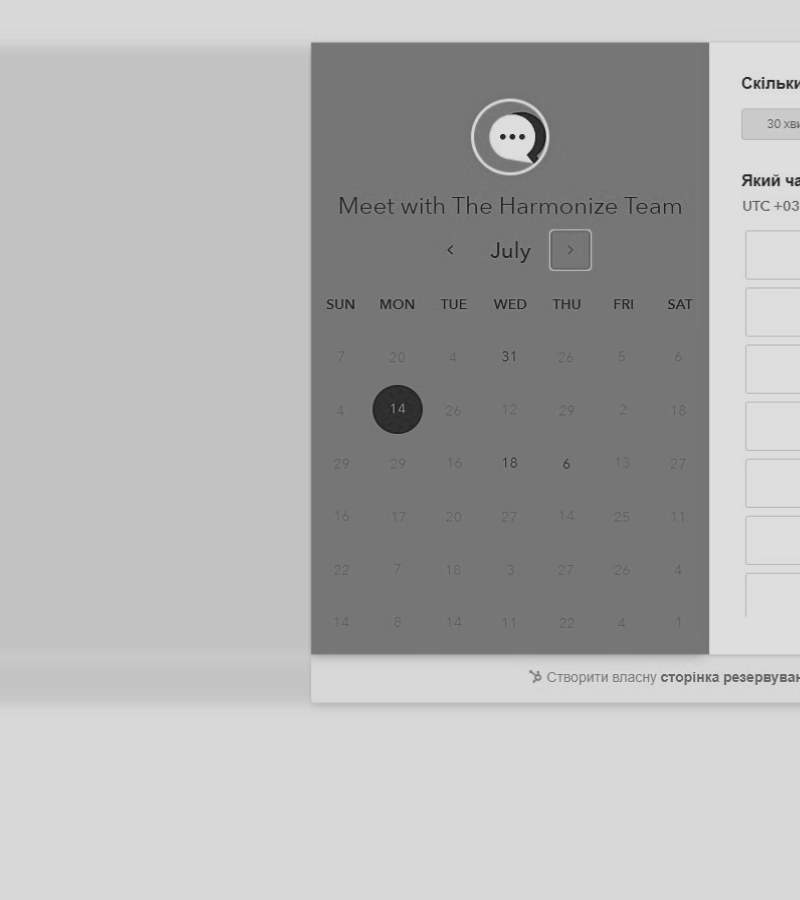 Meet with The Harmonize Team
July
SUN MON TUE WED THU FRI SAT
7 20 4 31 26 5 6
4 14 26 12 29 2 18
29 29 16 18 6 13 27
16 17 20 27 14 25 11
22 7 18 3 27 26 4
14 8 14 11 22 4 1
Скільки
30 хви
Який ча
UTC +03
Створити власну сторінка резервуван